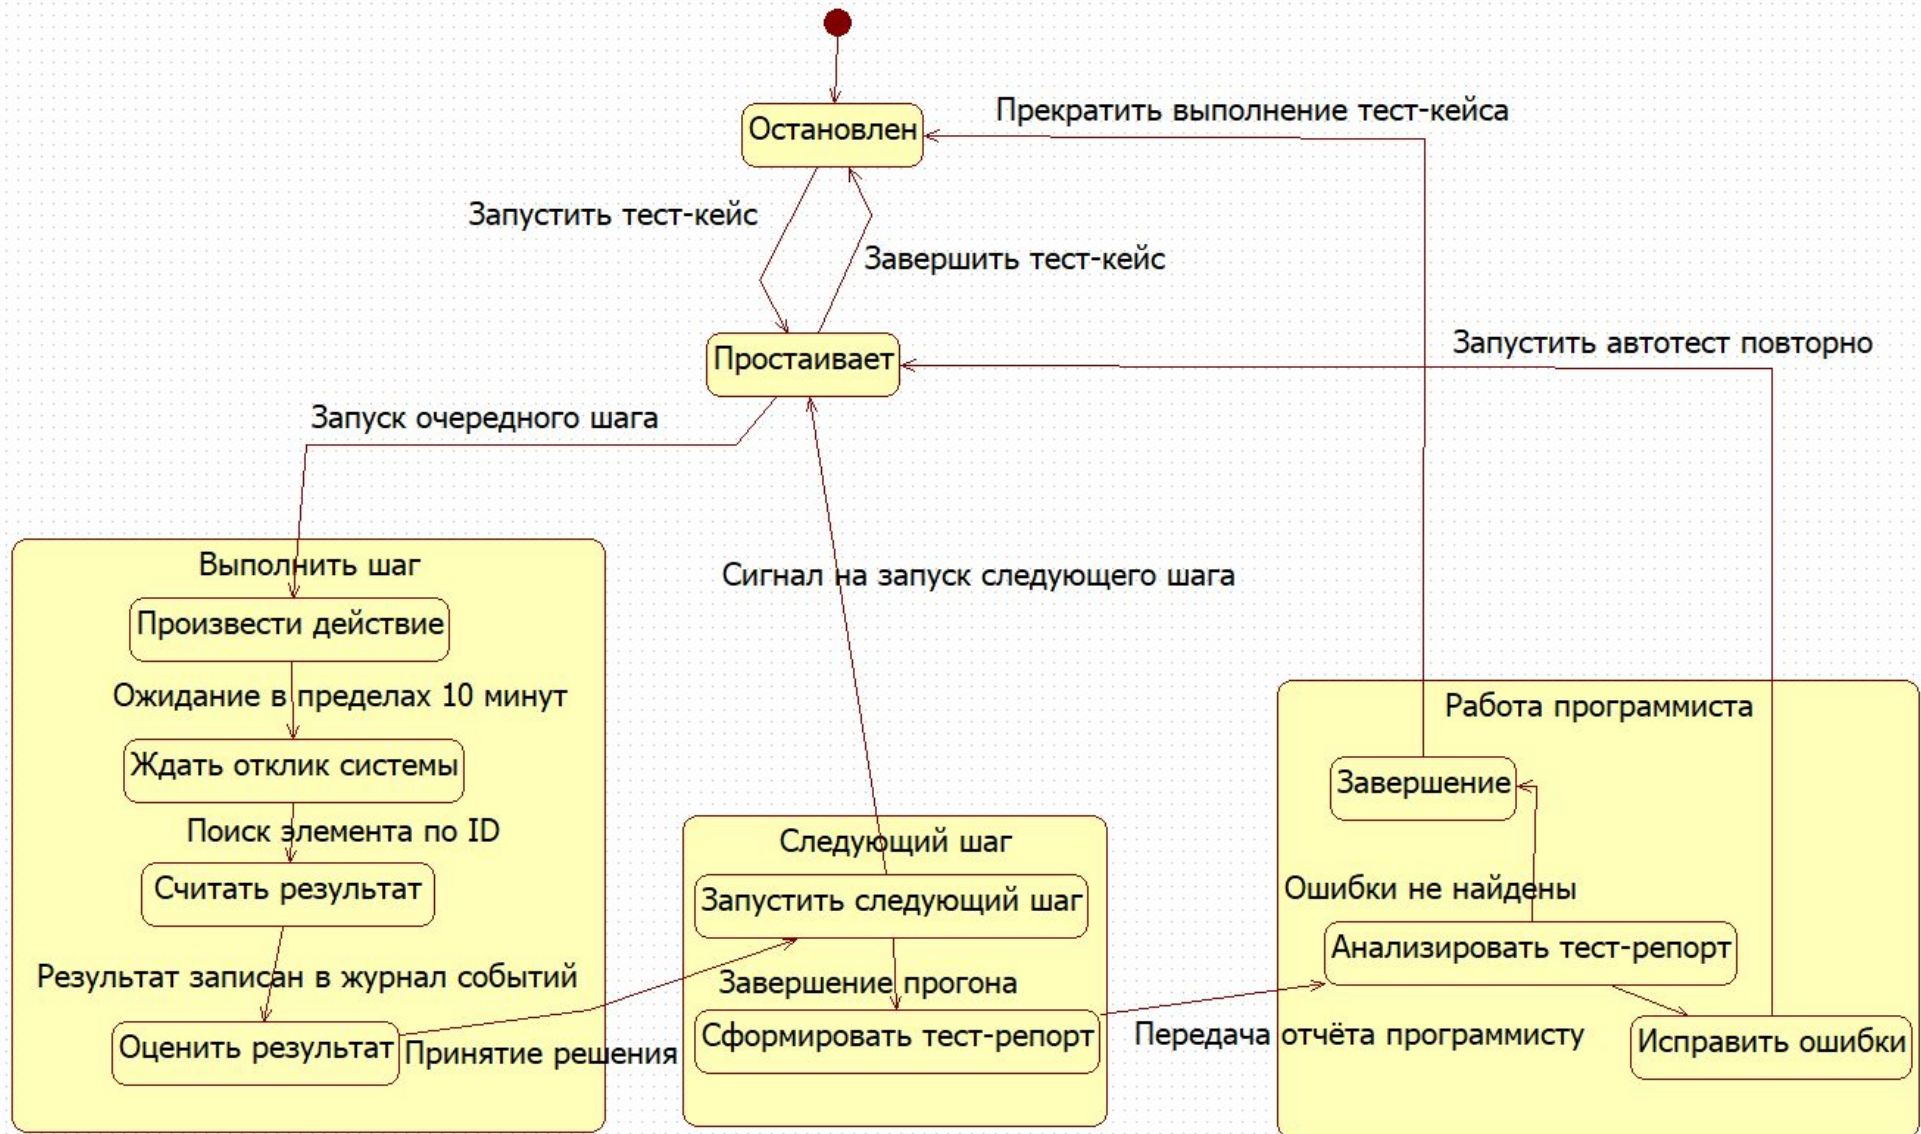 Остановлен
Прекратить выполнение тест-кейса
Запустить тест-кейс
Завершить тест-кейс
Простаивает
Запустить автотест повторно
Запуск очередного шага
Выполнить шаг
Произвести действие
Ожидание в пределах 10 минут
Ждать отклик системы
Поиск элемента по ID
Считать результат
Результат записан в журнал событий
Оценить результат
Принятие решения
Сигнал на запуск следующего шага
Следующий шаг
Запустить следующий шаг
Завершение прогона
Сформировать тест-репорт
Передача отчёта программисту
Работа программиста
Завершение
Ошибки не найдены
Анализировать тест-репорт
Исправить ошибки